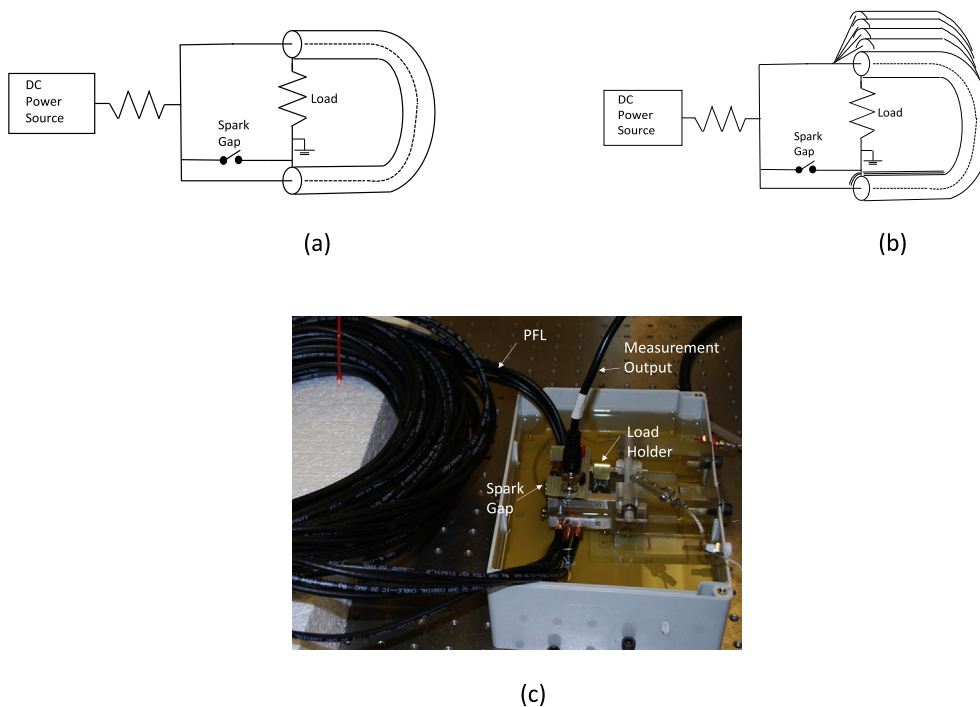 DC
Power
Source
Spark
Gap
Load
(a)
DC
Power
Source
Spark
Gap
Load
(b)
PFL
Measurement
Output
Load
Holder
Spark
Gap
(c)